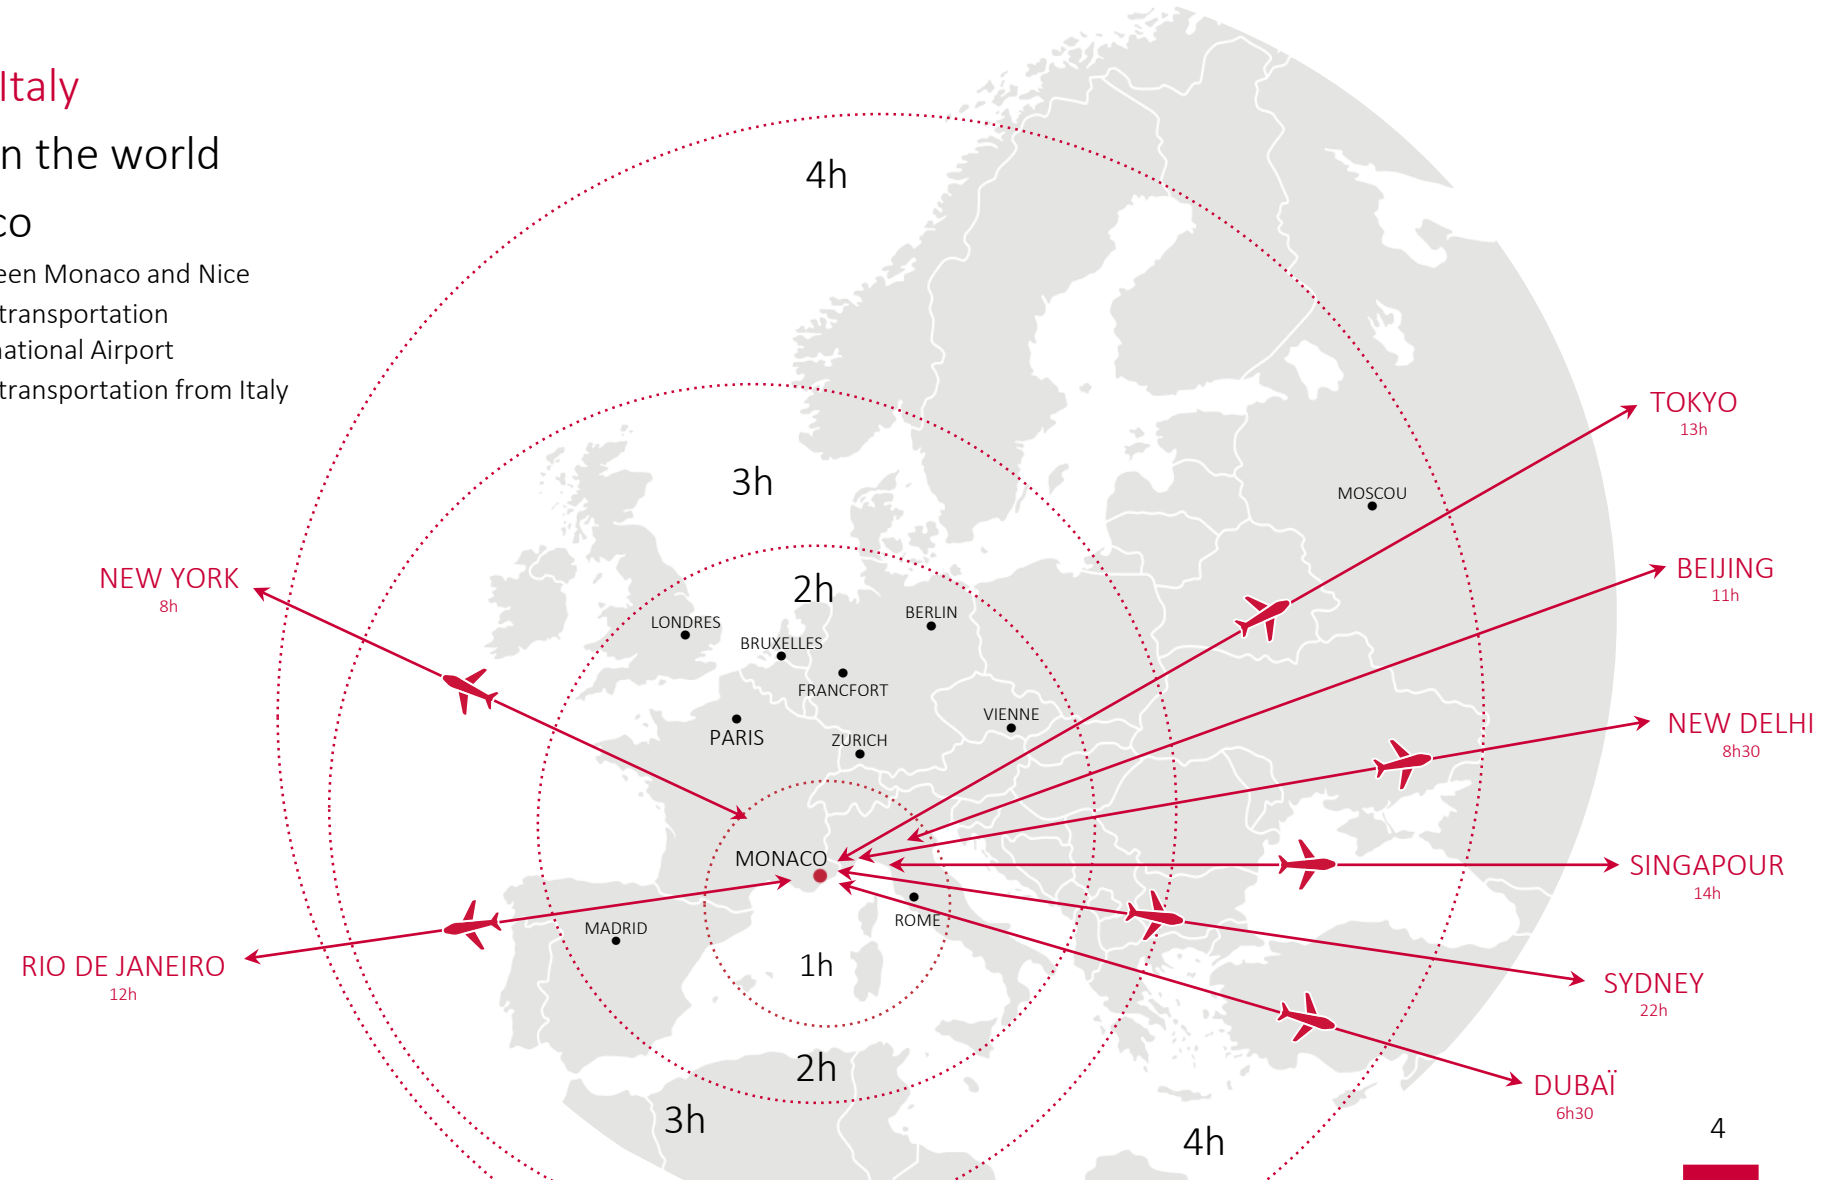 Italy
n the world
co
een Monaco and Nice
transportation
national Airport
transportation from Italy
4h
3h
2h
TOKYO
13h
MOSCOU
BEIJING
11h
NEW YORK
8h
LONDRES
BERLIN
BRUXELLES
FRANCFORT
PARIS
VIENNE
ZURICH
NEW DELHI
8h30
MONACO
SINGAPOUR
14h
ROME
MADRID
1h
RIO DE JANEIRO
12h
SYDNEY
22h
2h
3h
4h
DUBAÏ
6h30
4